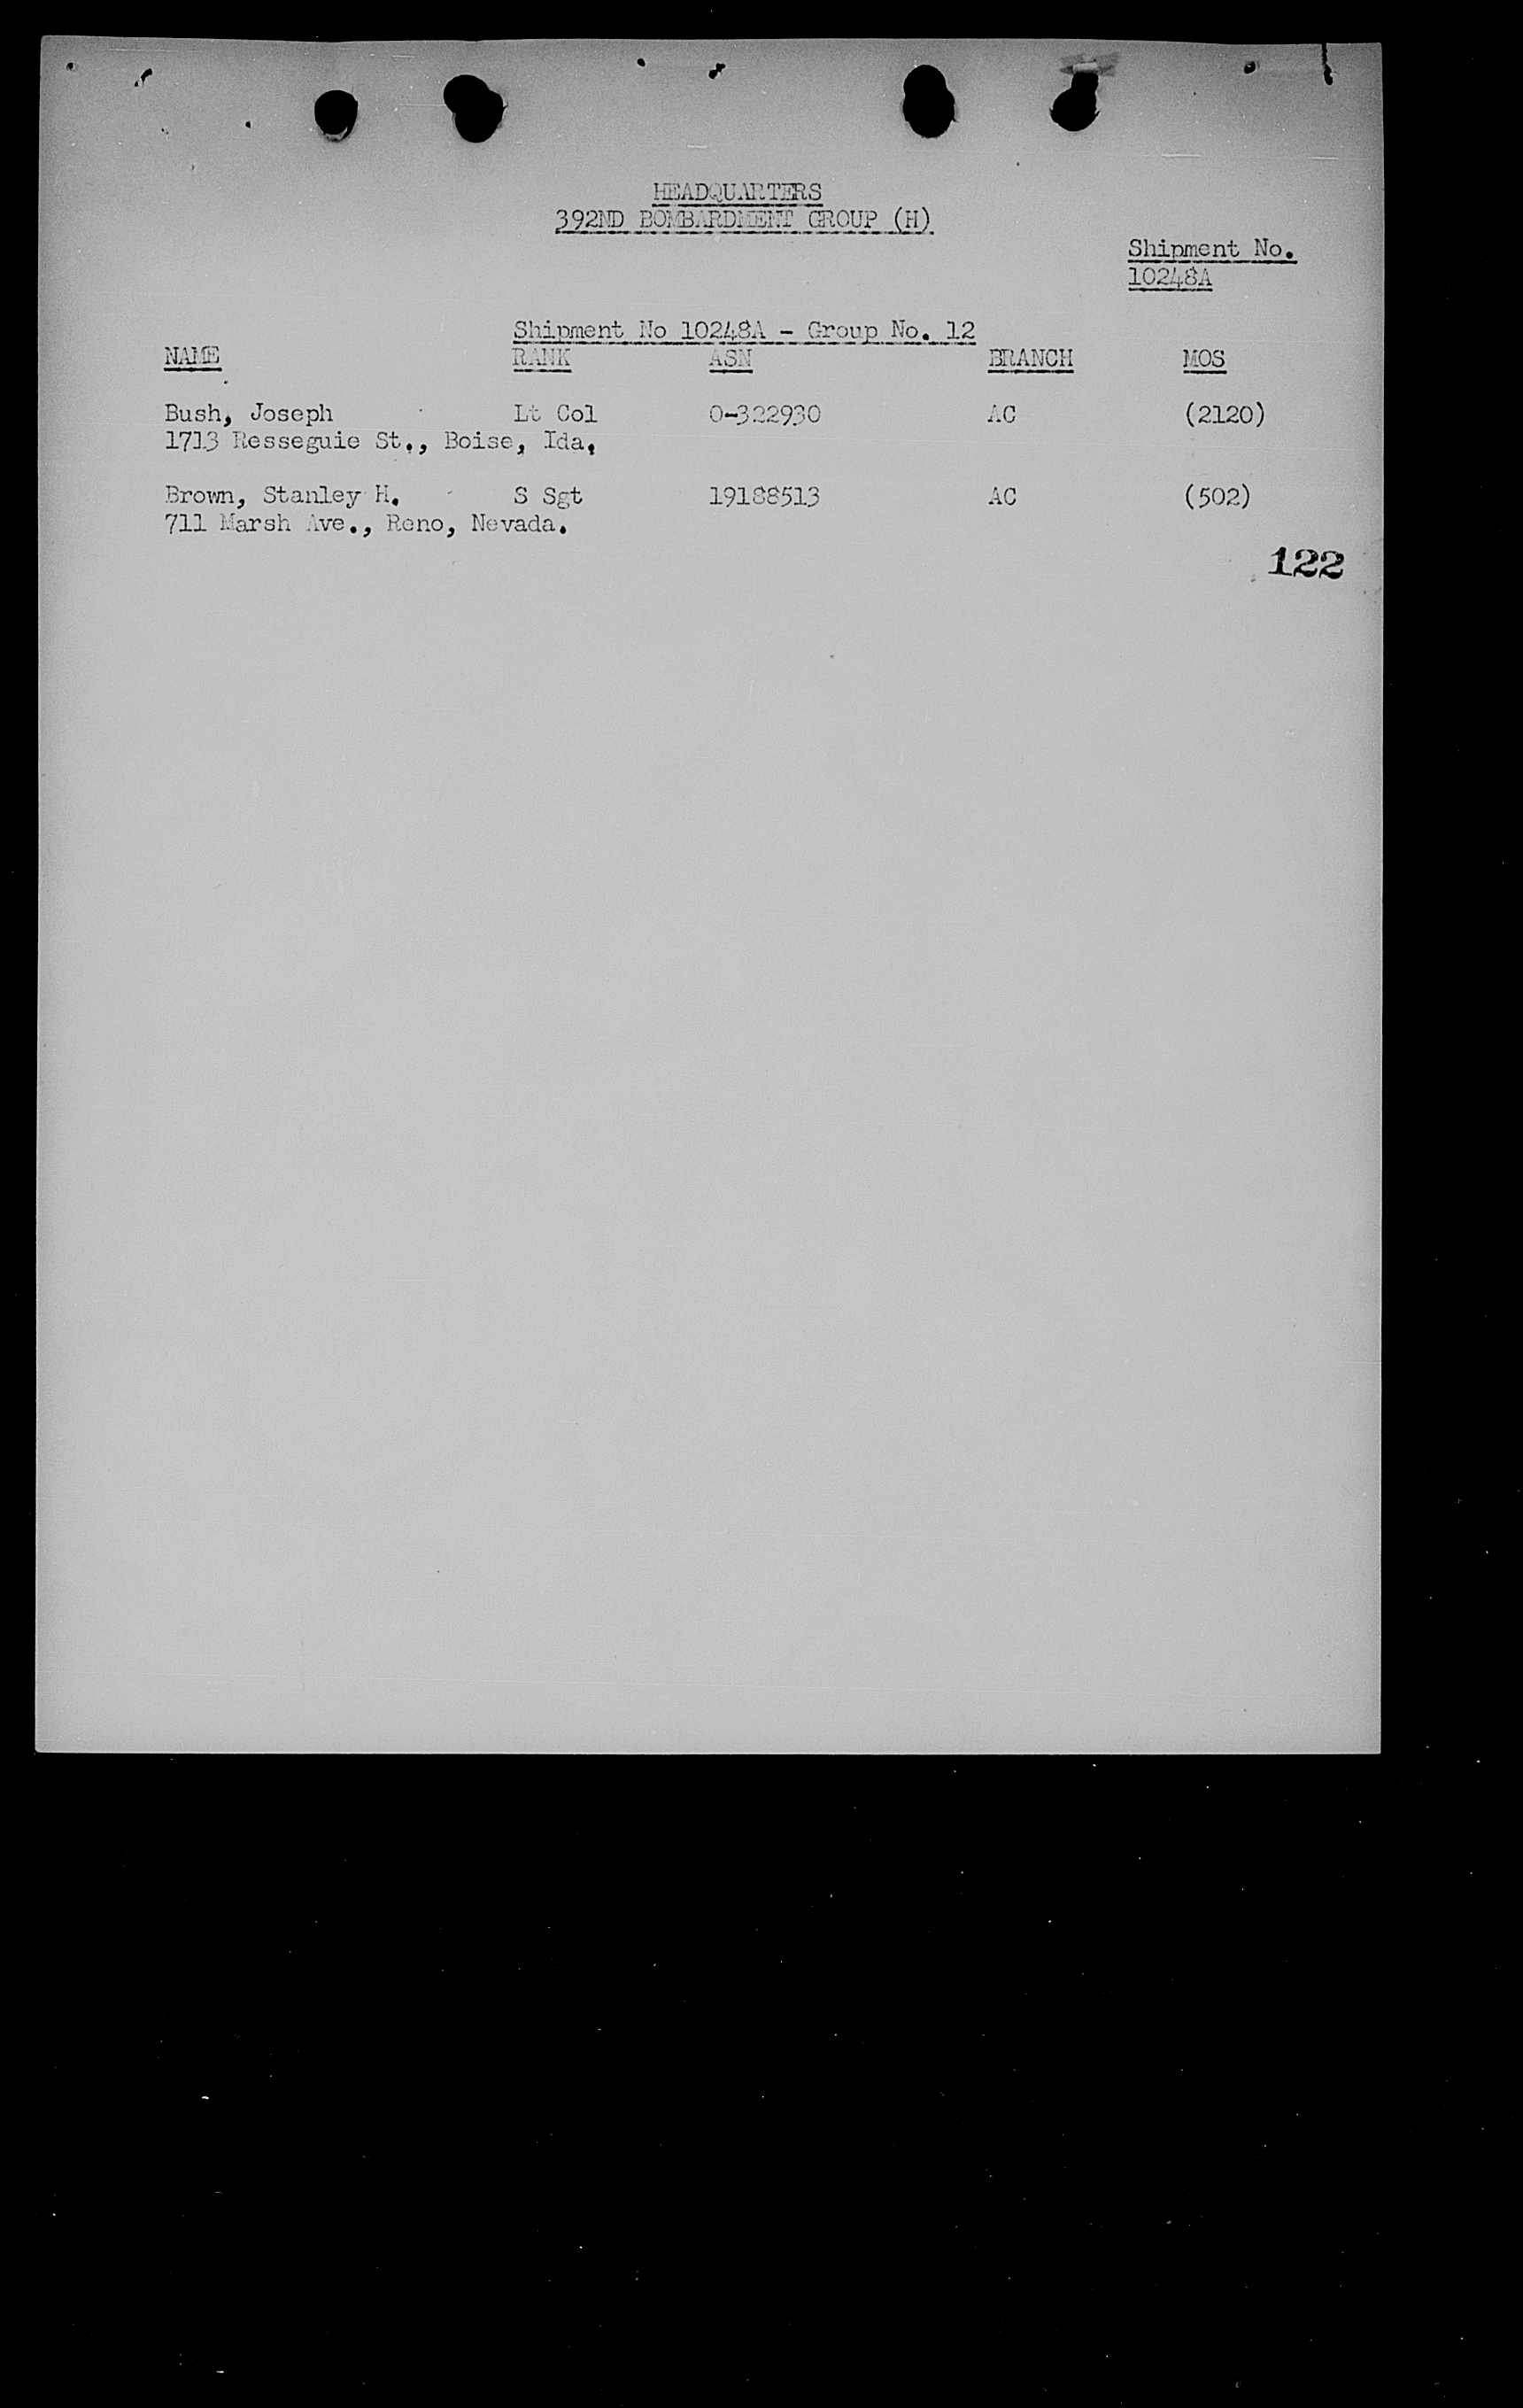 HEADQUARTERS
392ND BOMBARDMENT GROUP (H)
Shipment No.
10248A
Shipment No 10248A - Group No. 12
NAME RANK ASN BRANCH MOS
Bush, Joseph Lt Col O-322930 AC (2120)
1713 Resseguie St., Boise, Ida.
Brown, Stanley H. S Sgt 19188513 AC (502)
711 Marsh Ave., Reno, Nevada.
122